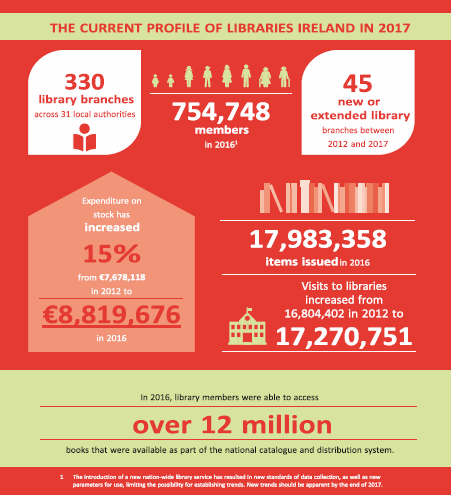 THE CURRENT PROFILE OF LIBRARIES IRELAND IN 2017
330
library branches
across 31 local authorities
754,748
members
in 2016¹
45
new or
extended library
branches between
2012 and 2017
Expenditure on
stock has
increased
15%
from €7,678,118
in 2012 to
€8,819,676
in 2016
17,983,358
items issued in 2016
Visits to libraries
increased from
16,804,402 in 2012 to
17,270,751
In 2016, library members were able to access
over 12 million
books that were available as part of the national catalogue and distribution system.
1 The introduction of a new nation-wide library service has resulted in new standards of data collection, as well as new
parameters for use, limiting the possibility for establishing trends. New trends should be apparent by the end of 2017.